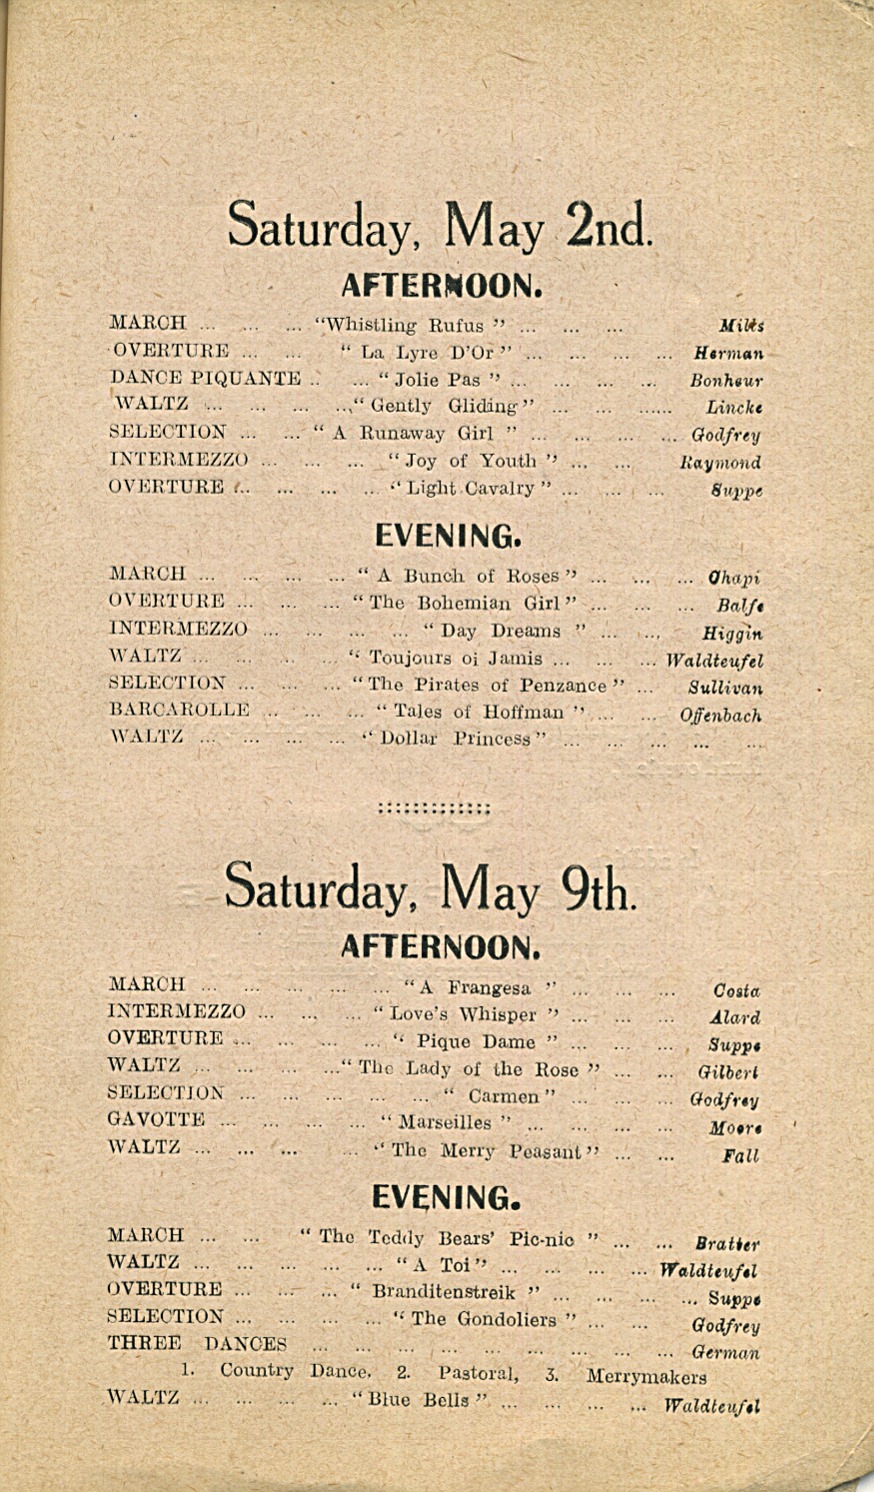 Saturday, May 2nd.
AFTERNOON.
MARCH ... ... ... "Whistling Rufus" ... ... ... Mills
OVERTURE ... ... "La Lyre D'Or" ... ... ... ... Herman
DANCE PIQUANTE .. ... "Jolie Pas" ... ... ... ... Bonheur
WALTZ ... ... ... ... "Gently Gliding" ... ... ...... Lincke
SELECTION ... ... "A Runaway Girl" ... ... ... ... Godfrey
INTERMEZZO ... ... ... "Joy of Youth" ... ... Raymond
OVERTURE ... ... ... ... "Light Cavalry" ... ... ... Suppe
EVENING.
MARCH ... ... ... ... "A Bunch of Roses" ... ... ... Chapi
OVERTURE ... ... ... "The Bohemian Girl" ... ... ... Balfe
INTERMEZZO ... ... ... ... "Day Dreams" ... ... Higgin
WALTZ ... ... ... ... "Toujours oi Jamis ... ... ... Waldteufel
SELECTION ... ... ... "The Pirates of Penzance" ... Sullivan
BARCAROLLE ... ... ... "Tales of Hoffman" ... ... Offenbach
WALTZ ... ... ... ... "Dollar Princess" ... ... ... ... ...
Saturday, May 9th.
AFTERNOON.
MARCH ... ... ... ... ... "A Frangesa" ... ... ... Costa
INTERMEZZO ... ... ... "Love's Whisper" ... ... ... Alard
OVERTURE ... ... ... ... "Pique Dame" ... ... ... Suppe
WALTZ ... ... ... ... "The Lady of the Rose" ... ... Gilbert
SELECTION ... ... ... ... ... "Carmen" ... ... ... Godfrey
GAVOTTE ... ... ... ... "Marseilles" ... ... ... ... Moore
WALTZ ... ... ... ... "The Merry Peasant" ... ... Fall
EVENING.
MARCH ... ... "The Teddy Bears' Pic-nic" ... ... Bratter
WALTZ ... ... ... ... ... "A Toi" ... ... ... ... Waldteufel
OVERTURE ... ... ... "Branditenstreik" ... ... ... ... Suppe
SELECTION ... ... ... ... "The Gondoliers" ... ... Godfrey
THREE DANCES ... ... ... ... ... ... ... ... ... ... German
1. Country Dance. 2. Pastoral, 3. Merrymakers
WALTZ ... ... ... ... "Blue Bells" ... ... ... ... Waldteufel